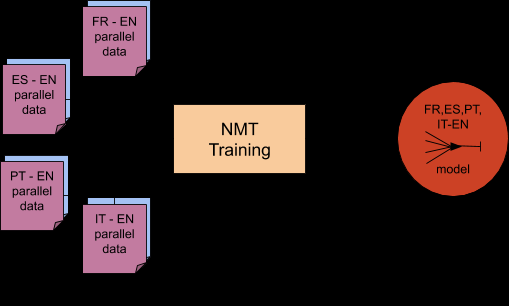 FR - EN
parallel
data
ES - EN
parallel
data
PT - EN
parallel
data
IT - EN
parallel
data
NMT
Training
FR,ES,PT,
IT-EN
model